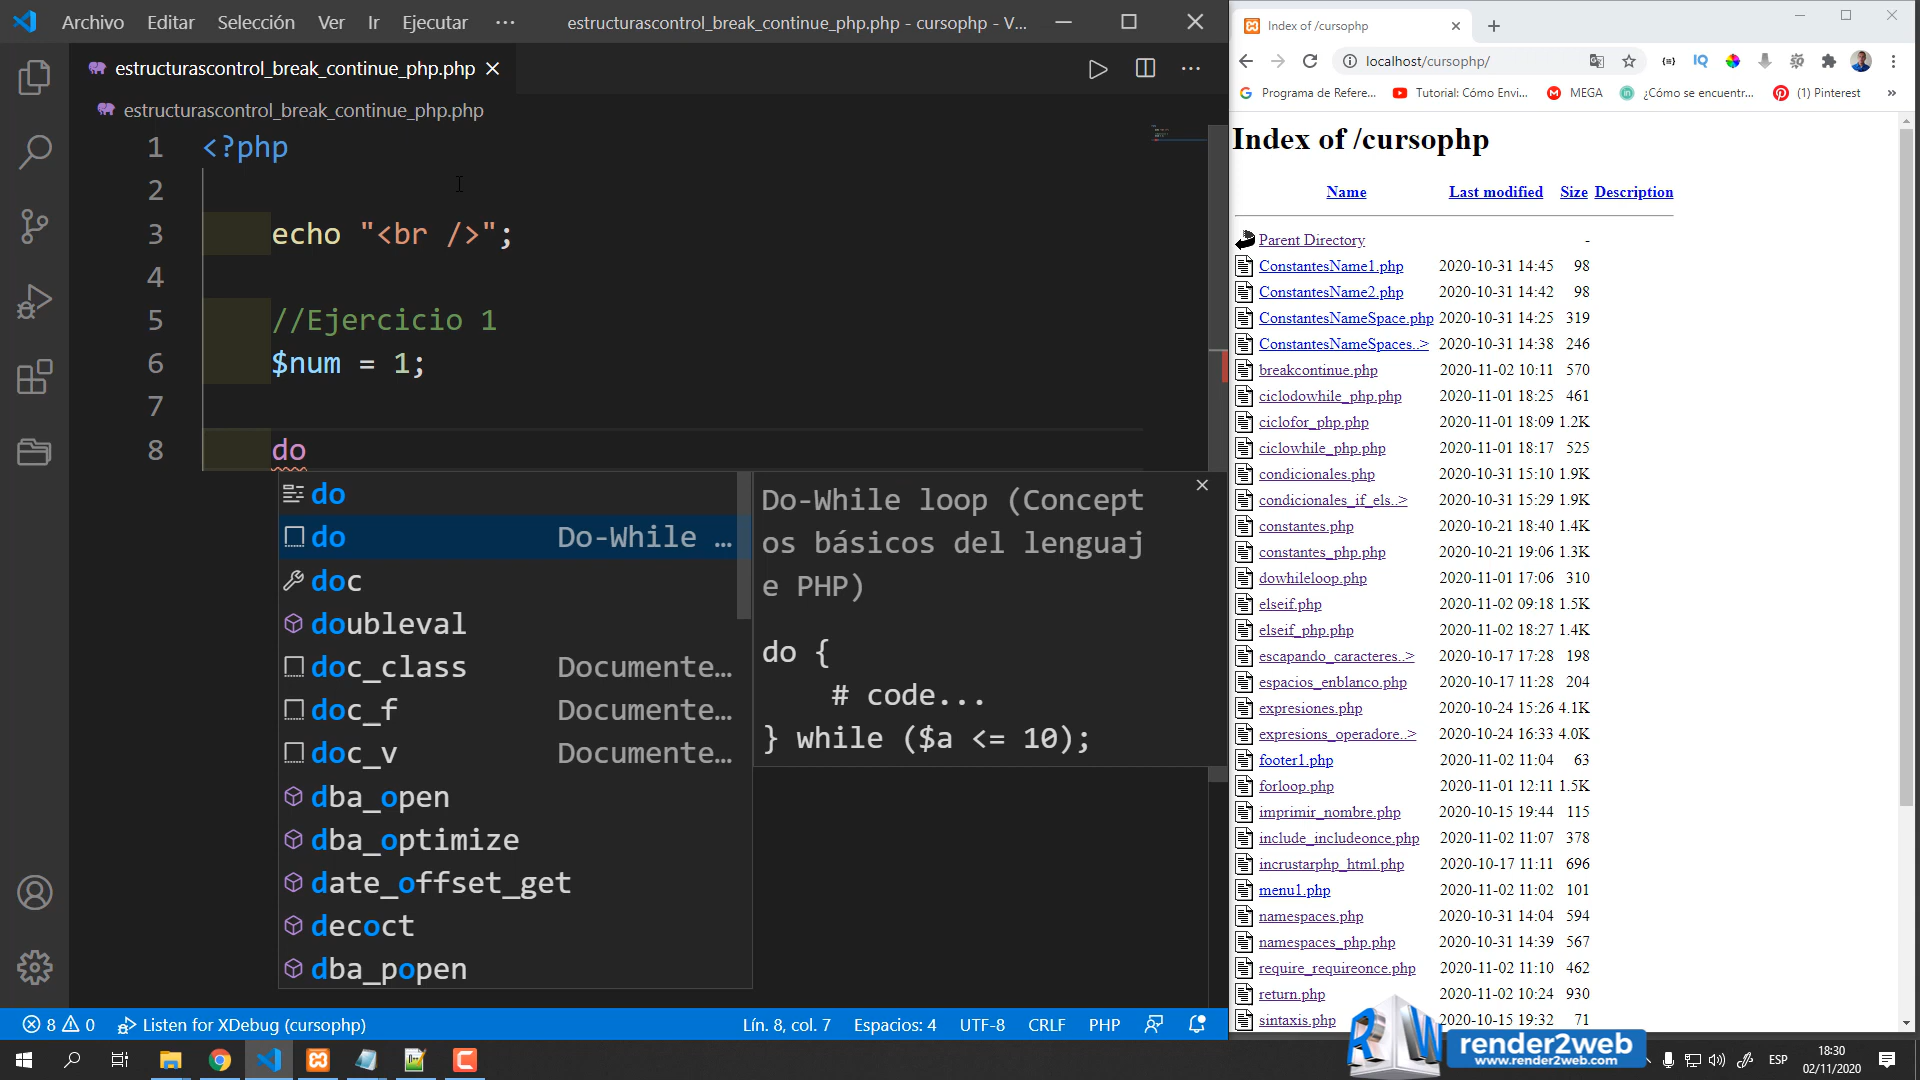 Archivo Editar Selección Ver Ir Ejecutar ··· estructurascontrol_break_continue_php.php - cursophp - V...
estructurascontrol_break_continue_php.php
estructurascontrol_break_continue_php.php
1 <?php
2
3 echo "<br />";
4
5 //Ejercicio 1
6 $num = 1;
7
8 do
do
do Do-While ...
doc
doubleval
doc_class Documente...
doc_f Documente...
doc_v Documente...
dba_open
dba_optimize
date_offset_get
decoct
dba_popen
Do-While loop (Concept
os básicos del lenguaj
e PHP)
do {
# code...
} while ($a <= 10);
8 0 Listen for XDebug (cursophp) Lín. 8, col. 7 Espacios: 4 UTF-8 CRLF PHP
Index of /cursophp
localhost/cursophp/
IQ
Programa de Refere... Tutorial: Cómo Envi... MEGA ¿Cómo se encuentr... (1) Pinterest »
Index of /cursophp
Name Last modified Size Description
Parent Directory -
ConstantesName1.php 2020-10-31 14:45 98
ConstantesName2.php 2020-10-31 14:42 98
ConstantesNameSpace.php 2020-10-31 14:25 319
ConstantesNameSpaces..> 2020-10-31 14:38 246
breakcontinue.php 2020-11-02 10:11 570
ciclodowhile_php.php 2020-11-01 18:25 461
ciclofor_php.php 2020-11-01 18:09 1.2K
ciclowhile_php.php 2020-11-01 18:17 525
condicionales.php 2020-10-31 15:10 1.9K
condicionales_if_els..> 2020-10-31 15:29 1.9K
constantes.php 2020-10-21 18:40 1.4K
constantes_php.php 2020-10-21 19:06 1.3K
dowhileloop.php 2020-11-01 17:06 310
elseif.php 2020-11-02 09:18 1.5K
elseif_php.php 2020-11-02 18:27 1.4K
escapando_caracteres..> 2020-10-17 17:28 198
espacios_enblanco.php 2020-10-17 11:28 204
expresiones.php 2020-10-24 15:26 4.1K
expresions_operadore..> 2020-10-24 16:33 4.0K
footer1.php 2020-11-02 11:04 63
forloop.php 2020-11-01 12:11 1.5K
imprimir_nombre.php 2020-10-15 19:44 115
include_includeonce.php 2020-11-02 11:07 378
incrustarphp_html.php 2020-10-17 11:11 696
menu1.php 2020-11-02 11:02 101
namespaces.php 2020-10-31 14:04 594
namespaces_php.php 2020-10-31 14:39 567
require_requireonce.php 2020-11-02 11:10 462
return.php 2020-11-02 10:24 930
sintaxis.php 2020-10-15 19:32 71
RW render2web
www.render2web.com
ESP 18:30
02/11/2020